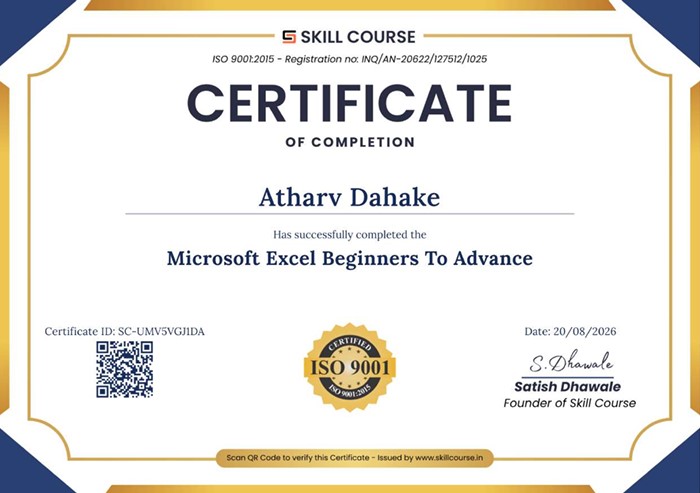 SKILL COURSE
ISO 9001:2015 - Registration no: INQ/AN-20622/127512/1025
CERTIFICATE
OF COMPLETION
Atharv Dahake
Has successfully completed the
Microsoft Excel Beginners To Advance
Certificate ID: SC-UMV5VGJ1DA
Date: 20/08/2026
CERTIFIED
ISO 9001
ISO 9001:2015
S. Dhawale
Satish Dhawale
Founder of Skill Course
Scan QR Code to verify this Certificate - Issued by www.skillcourse.in